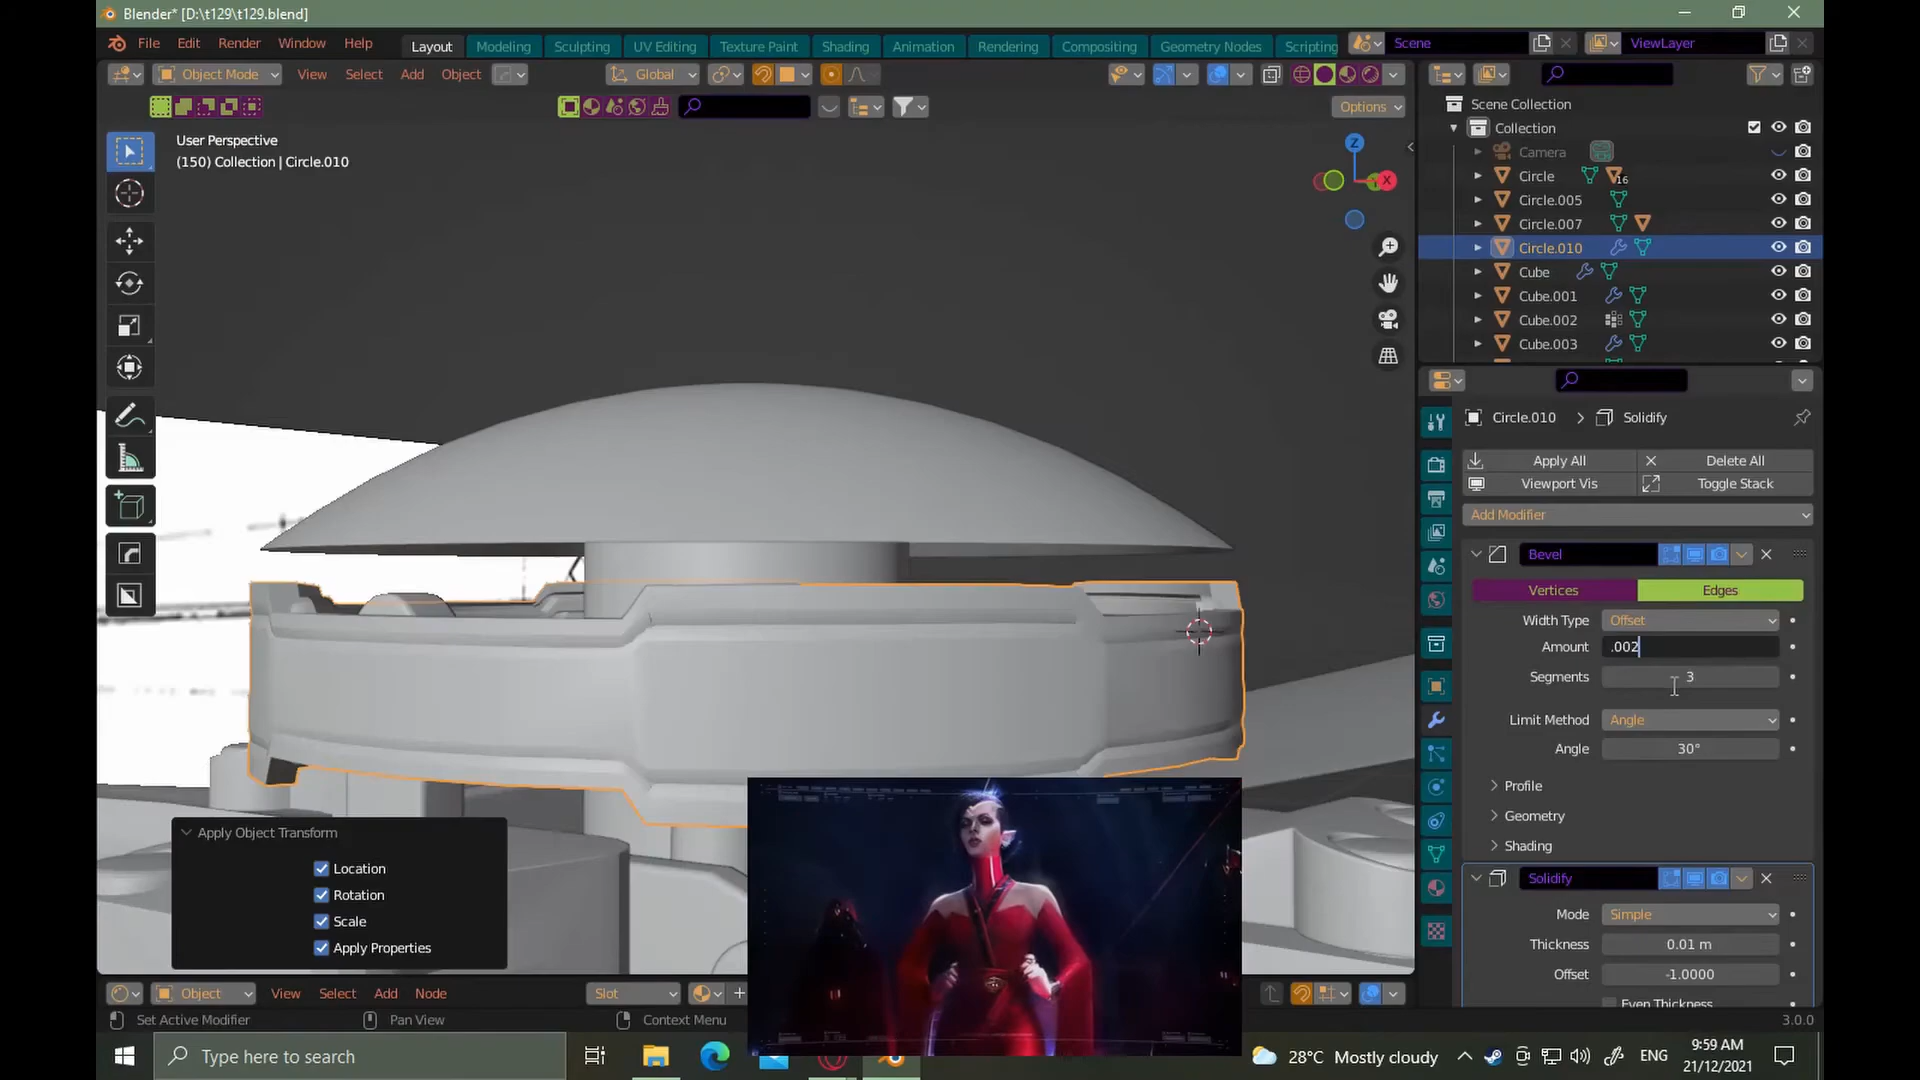 Blender* [D:\t129\t129.blend]
File Edit Render Window Help Layout Modeling Sculpting UV Editing Texture Paint Shading Animation Rendering Compositing Geometry Nodes Scripting Scene ViewLayer
Object Mode View Select Add Object Global
Options
User Perspective
(150) Collection | Circle.010
Z
X
Scene Collection
Collection
Camera
Circle 16
Circle.005
Circle.007
Circle.010
Cube
Cube.001
Cube.002
Cube.003
Circle.010 > Solidify
Apply All Delete All
Viewport Vis Toggle Stack
Add Modifier
Bevel
Vertices Edges
Width Type Offset
Amount .002
Segments 3
Limit Method Angle
Angle 30°
Profile
Geometry
Shading
Solidify
Mode Simple
Thickness 0.01 m
Offset -1.0000
Even Thickness
Apply Object Transform
Location
Rotation
Scale
Apply Properties
Object View Select Add Node Slot
Set Active Modifier Pan View Context Menu 3.0.0
Type here to search 28°C Mostly cloudy ENG 9:59 AM
21/12/2021